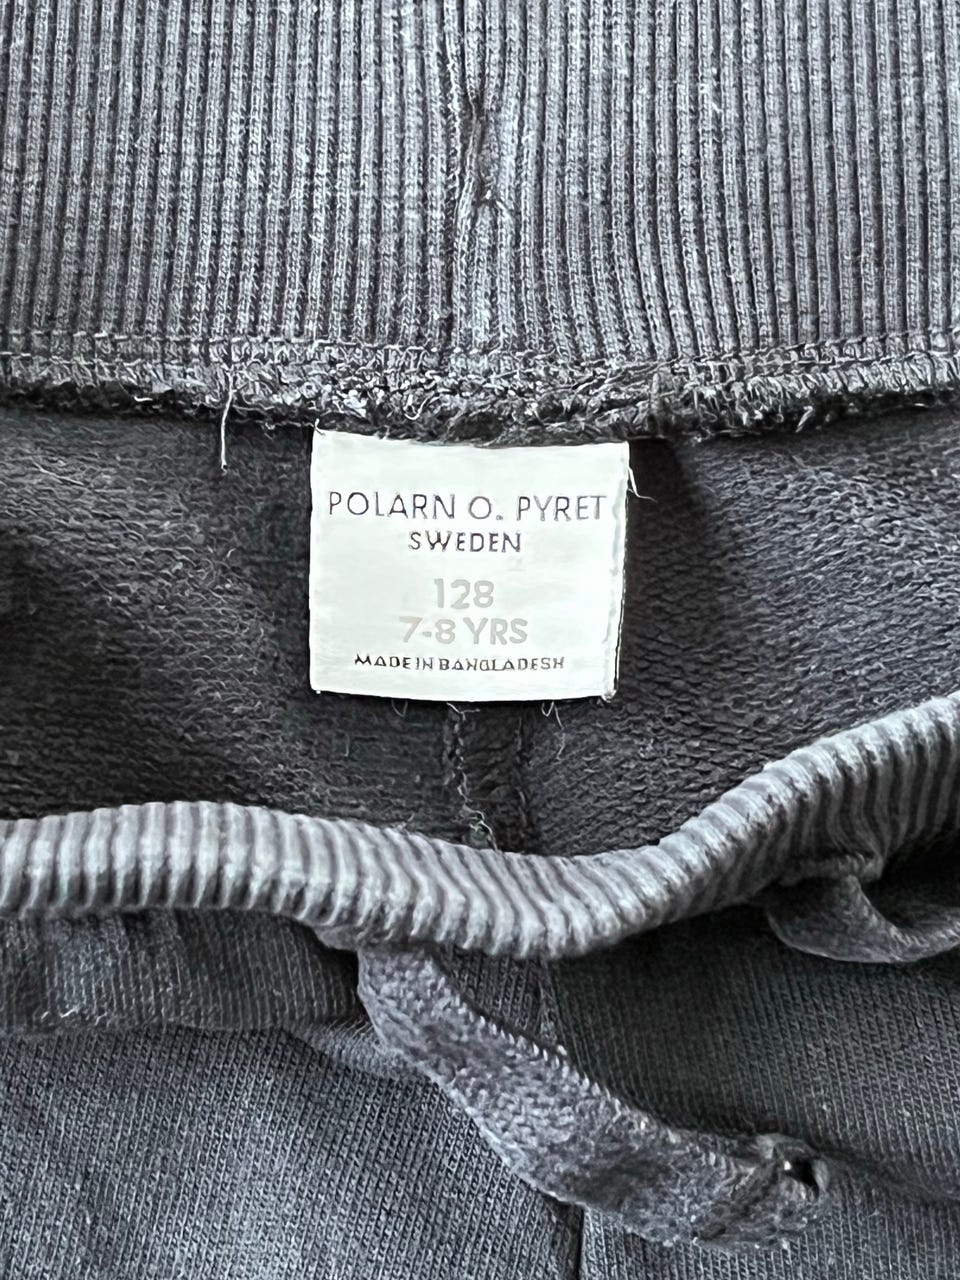 POLARN O. PYRET
SWEDEN
128
7-8 YRS
MADE IN BANGLADESH